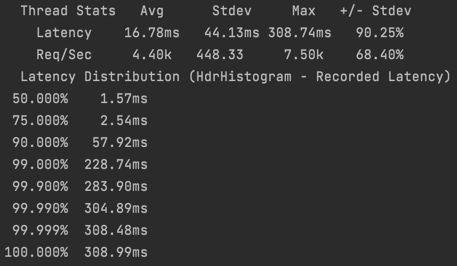 Thread Stats   Avg      Stdev     Max   +/- Stdev
Latency    16.78ms   44.13ms 308.74ms   90.25%
Req/Sec     4.40k   448.33     7.50k    68.40%
Latency Distribution (HdrHistogram - Recorded Latency)
50.000%    1.57ms
75.000%    2.54ms
90.000%   57.92ms
99.000%  228.74ms
99.900%  283.90ms
99.990%  304.89ms
99.999%  308.48ms
100.000%  308.99ms